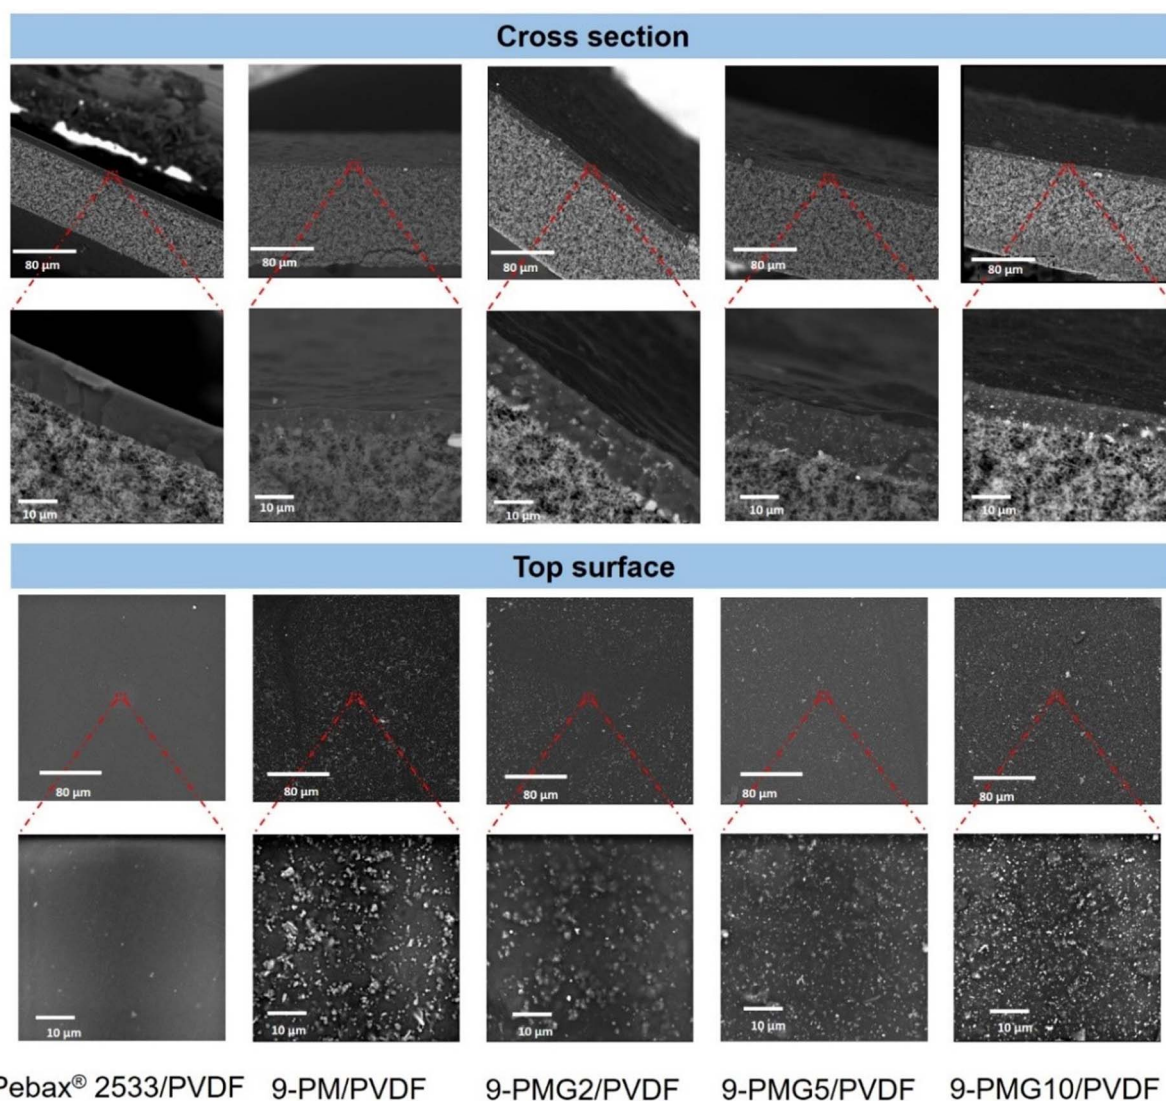 Cross section
80 µm 80 µm 80 µm 80 µm 80 µm
10 µm 10 µm 10 µm 10 µm 10 µm
Top surface
80 µm 80 µm 80 µm 80 µm 80 µm
10 µm 10 µm 10 µm 10 µm 10 µm
Pebax® 2533/PVDF 9-PM/PVDF 9-PMG2/PVDF 9-PMG5/PVDF 9-PMG10/PVDF